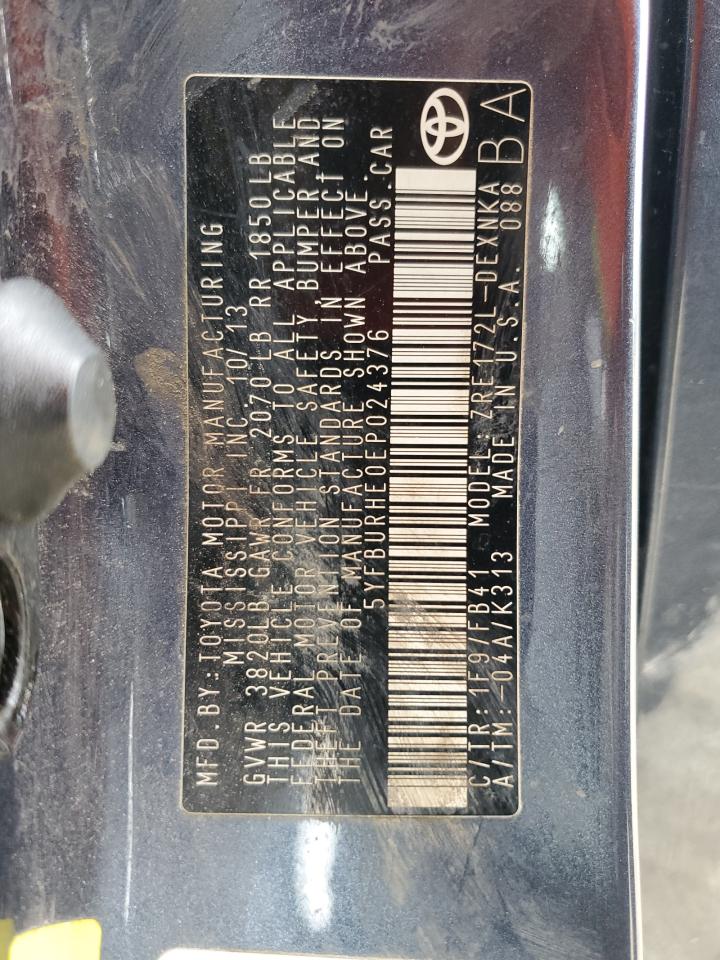 MFD. BY: TOYOTA MOTOR MANUFACTURING
MISSISSIPPI INC. 10/13
GVWR 3820LB GAWR FR 2070LB RR 1850LB
THIS VEHICLE CONFORMS TO ALL APPLICABLE
FEDERAL MOTOR VEHICLE SAFETY, BUMPER AND
THEFT PREVENTION STANDARDS IN EFFECT ON
THE DATE OF MANUFACTURE SHOWN ABOVE.
5YFBURHE0EP024376 PASS.CAR
C/TR: 1F9/FB41 MODEL: ZRE172L-DEXNKA
A/TM: -04A/K313 MADE IN U.S.A. 088 BA